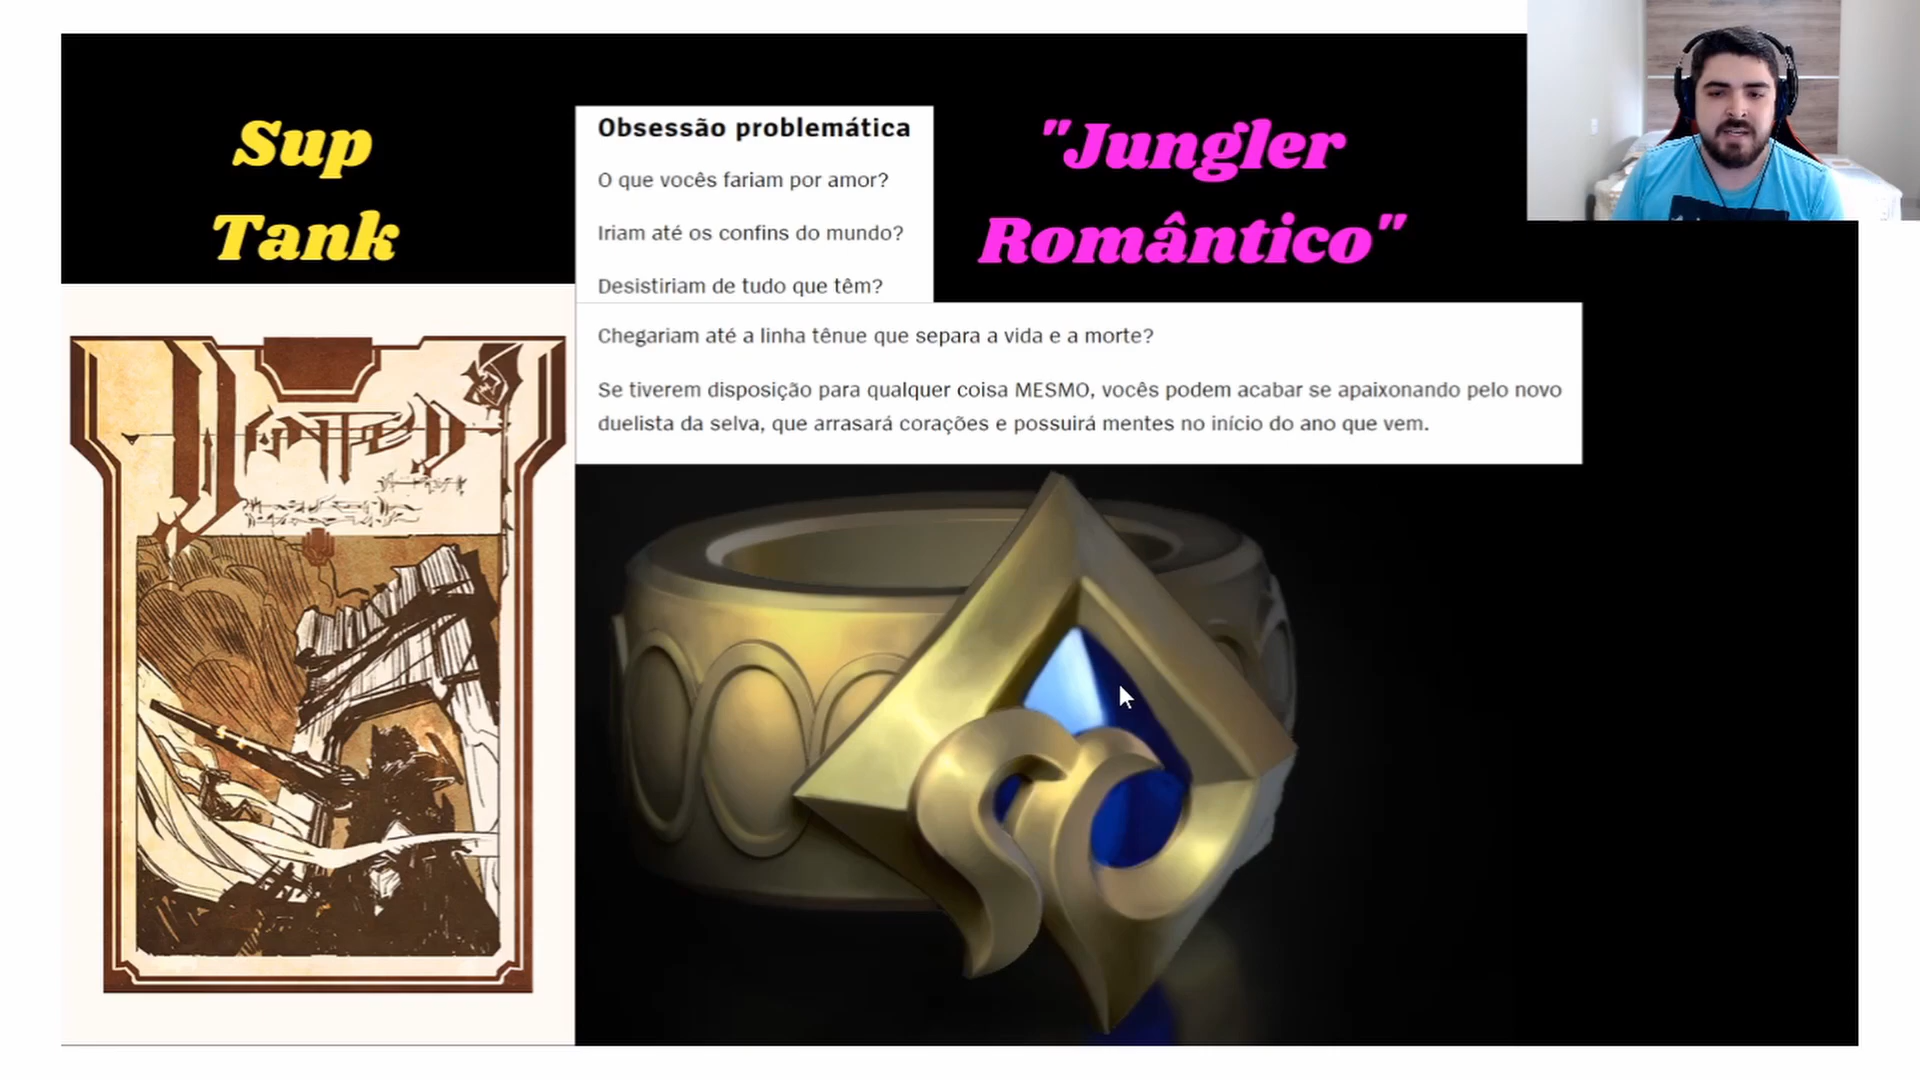 Sup
Tank
Obsessão problemática
O que vocês fariam por amor?
Iriam até os confins do mundo?
Desistiriam de tudo que têm?
"Jungler
Romântico"
Chegariam até a linha tênue que separa a vida e a morte?
Se tiverem disposição para qualquer coisa MESMO, vocês podem acabar se apaixonando pelo novo
duelista da selva, que arrasará corações e possuirá mentes no início do ano que vem.